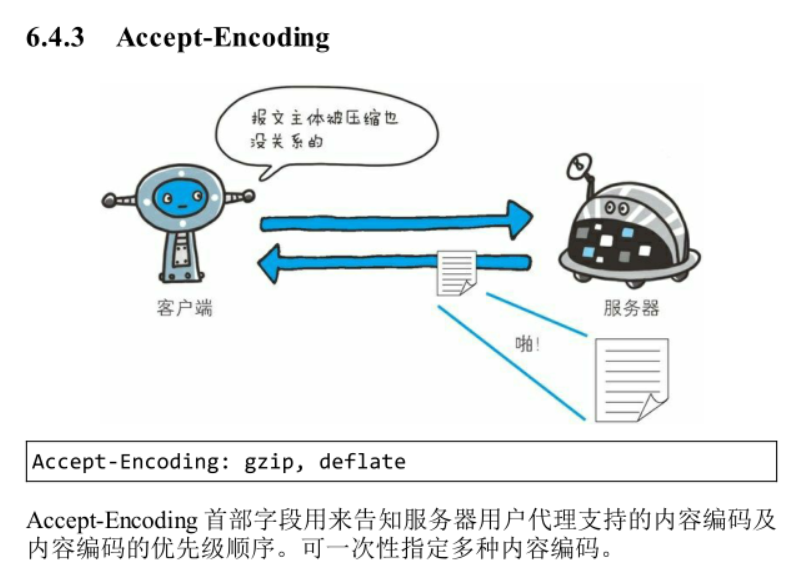 6.4.3 Accept-Encoding
报文主体被压缩也
没关系的
客户端
服务器
啪!
Accept-Encoding: gzip, deflate
Accept-Encoding 首部字段用来告知服务器用户代理支持的内容编码及
内容编码的优先级顺序。可一次性指定多种内容编码。